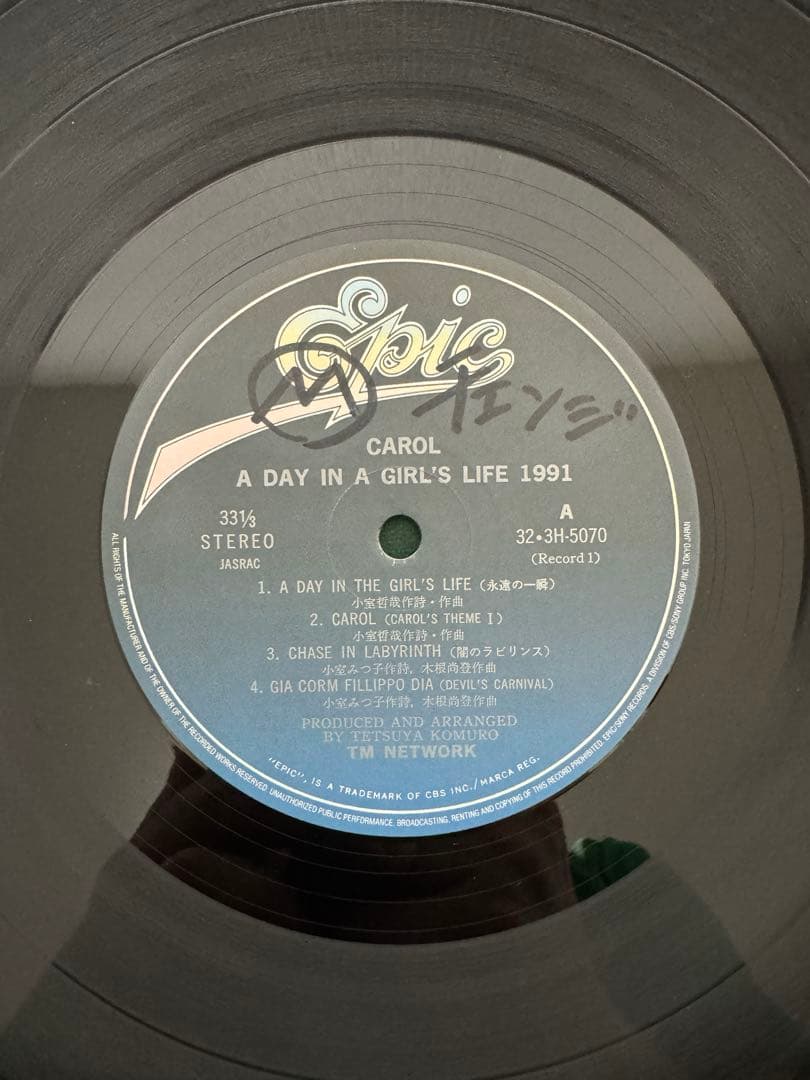 Epic
Ⓜ チェンジ
CAROL
A DAY IN A GIRL'S LIFE 1991
33⅓
STEREO
JASRAC
A
32・3H-5070
(Record 1)
1. A DAY IN THE GIRL'S LIFE (永遠の一瞬)
小室哲哉作詩・作曲
2. CAROL (CAROL'S THEME I)
小室哲哉作詩・作曲
3. CHASE IN LABYRINTH (闇のラビリンス)
小室みつ子作詩, 木根尚登作曲
4. GIA CORM FILLIPPO DIA (DEVIL'S CARNIVAL)
小室みつ子作詩, 木根尚登作曲
PRODUCED AND ARRANGED
BY TETSUYA KOMURO
TM NETWORK
"EPIC", IS A TRADEMARK OF CBS INC./MARCA REG.
ALL RIGHTS OF THE MANUFACTURER AND OF THE OWNER OF THE RECORDED WORKS RESERVED. UNAUTHORIZED PUBLIC PERFORMANCE, BROADCASTING, RENTING AND COPYING OF THIS RECORD PROHIBITED. EPIC/SONY RECORDS. A DIVISION OF CBS/SONY GROUP INC. TOKYO JAPAN